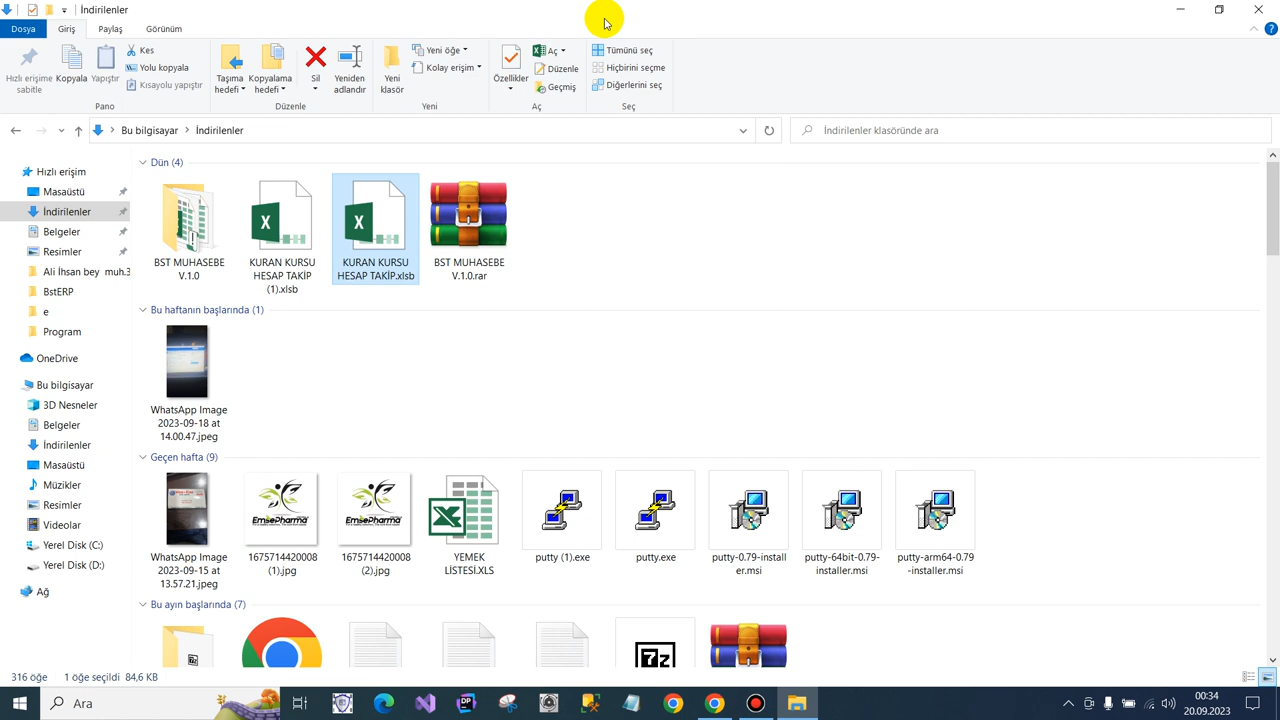 İndirilenler
Dosya Giriş Paylaş Görünüm
Hızlı erişime sabitle
Kopyala
Yapıştır
Kes
Yolu kopyala
Kısayolu yapıştır
Pano
Taşıma hedefi
Kopyalama hedefi
Sil
Yeniden adlandır
Düzenle
Yeni klasör
Yeni öğe
Kolay erişim
Yeni
Özellikler
Aç
Düzenle
Geçmiş
Aç
Tümünü seç
Hiçbirini seçme
Diğerlerini seç
Seç
Bu bilgisayar > İndirilenler
İndirilenler klasöründe ara
Hızlı erişim
Masaüstü
İndirilenler
Belgeler
Resimler
Ali İhsan bey muh.3
BstERP
e
Program
OneDrive
Bu bilgisayar
3D Nesneler
Belgeler
İndirilenler
Masaüstü
Müzikler
Resimler
Videolar
Yerel Disk (C:)
Yerel Disk (D:)
Ağ
Dün (4)
BST MUHASEBE
V.1.0
KURAN KURSU
HESAP TAKİP
(1).xlsb
KURAN KURSU
HESAP TAKİP.xlsb
BST MUHASEBE
V.1.0.rar
Bu haftanın başlarında (1)
WhatsApp Image
2023-09-18 at
14.00.47.jpeg
Geçen hafta (9)
EmsePharma
EmsePharma
WhatsApp Image
2023-09-15 at
13.57.21.jpeg
1675714420008
(1).jpg
1675714420008
(2).jpg
YEMEK
LİSTESİ.XLS
putty (1).exe
putty.exe
putty-0.79-install
er.msi
putty-64bit-0.79-
installer.msi
putty-arm64-0.79
-installer.msi
Bu ayın başlarında (7)
7z
316 öğe 1 öğe seçildi 84,6 KB
Ara
DP
00:34
20.09.2023